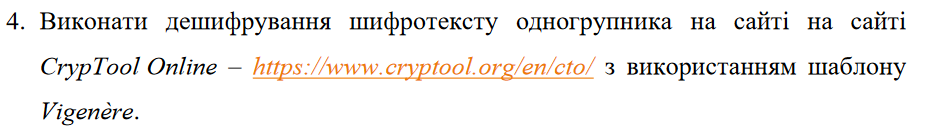 4. Виконати дешифрування шифротексту одногрупника на сайті на сайті
CrypTool Online – https://www.cryptool.org/en/cto/ з використанням шаблону
Vigenère.